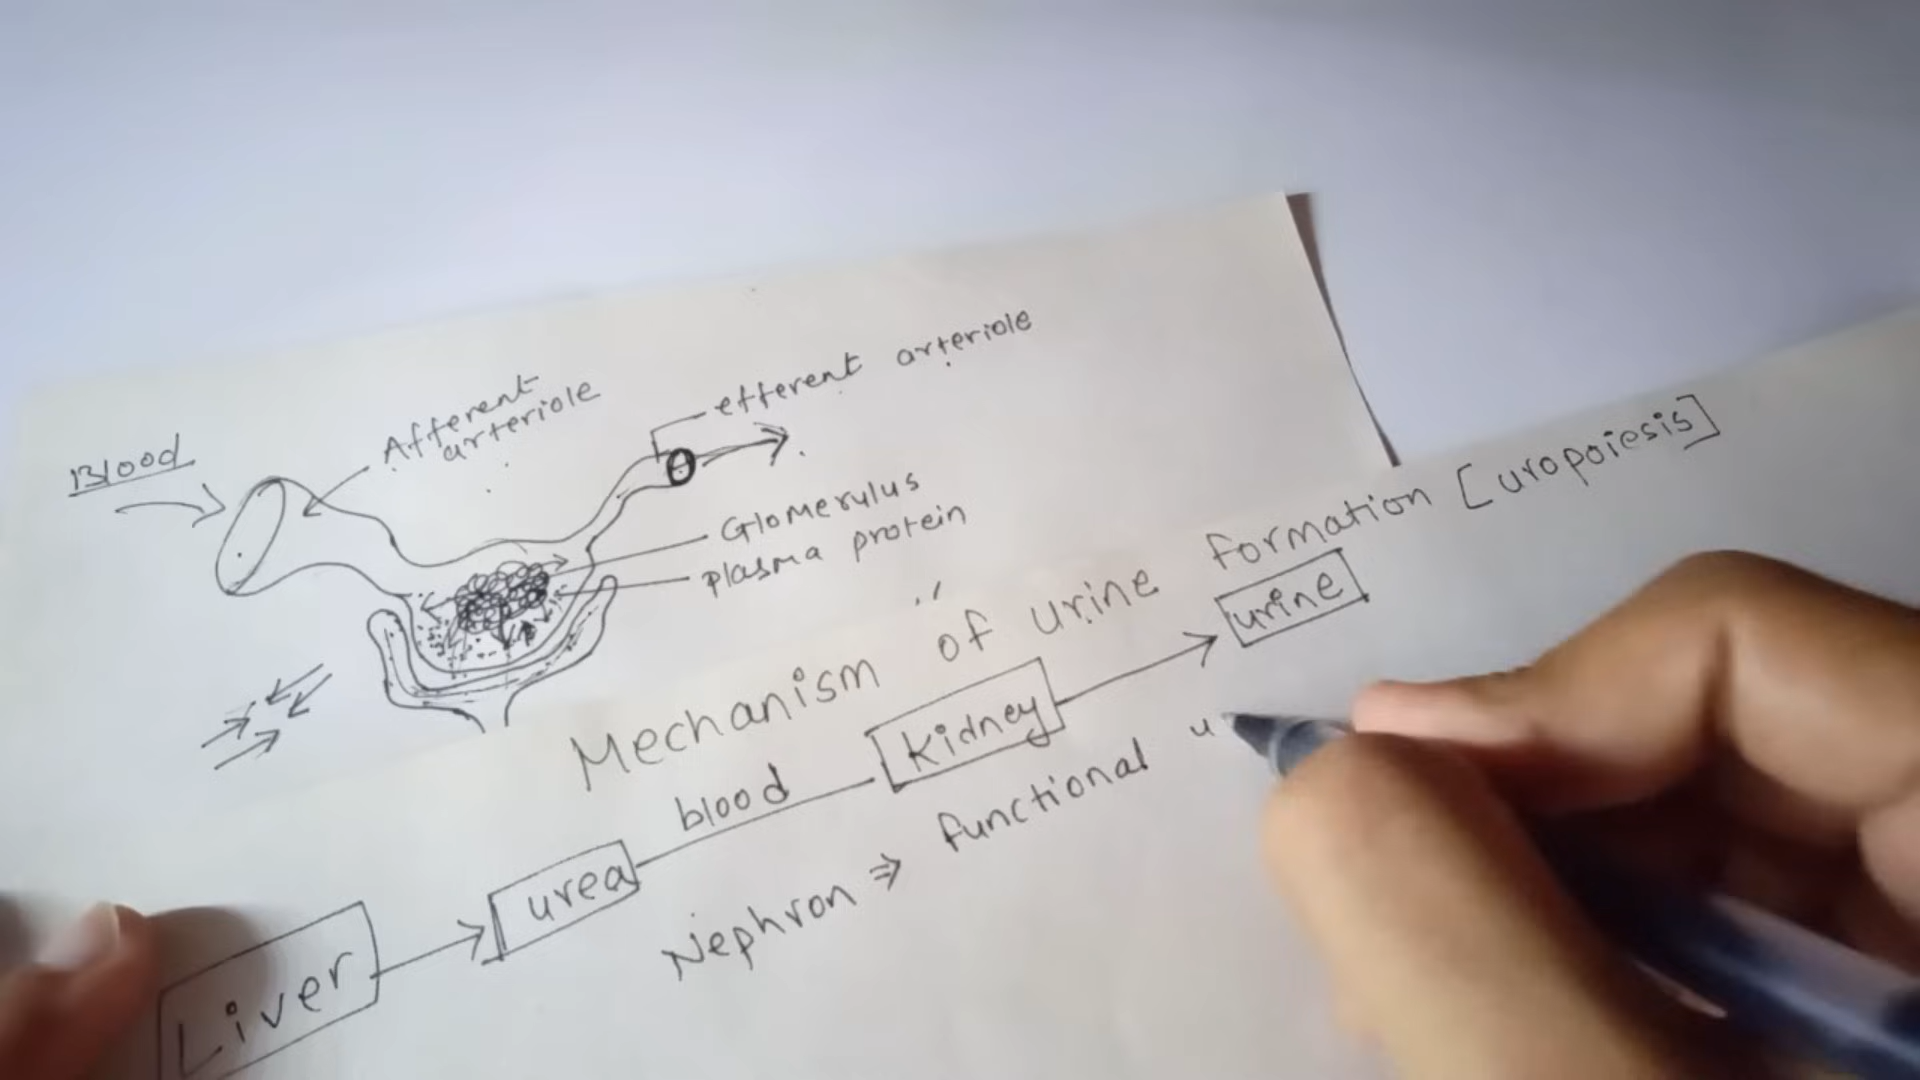 Blood
Afferent
arteriole
efferent arteriole
Glomerulus
plasma protein
Mechanism of urine formation [uropoiesis]
Liver
urea
blood
Kidney
urine
Nephron ⇒ functional u